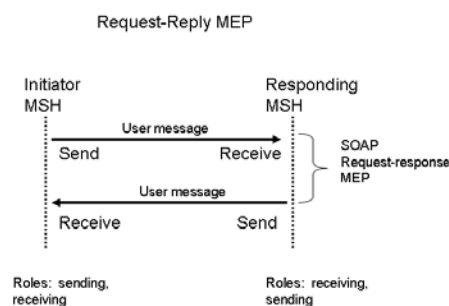 Request-Reply MEP
Initiator
MSH
Responding
MSH
User message
Send
Receive
SOAP
Request-response
MEP
User message
Receive
Send
Roles: sending,
receiving
Roles: receiving,
sending